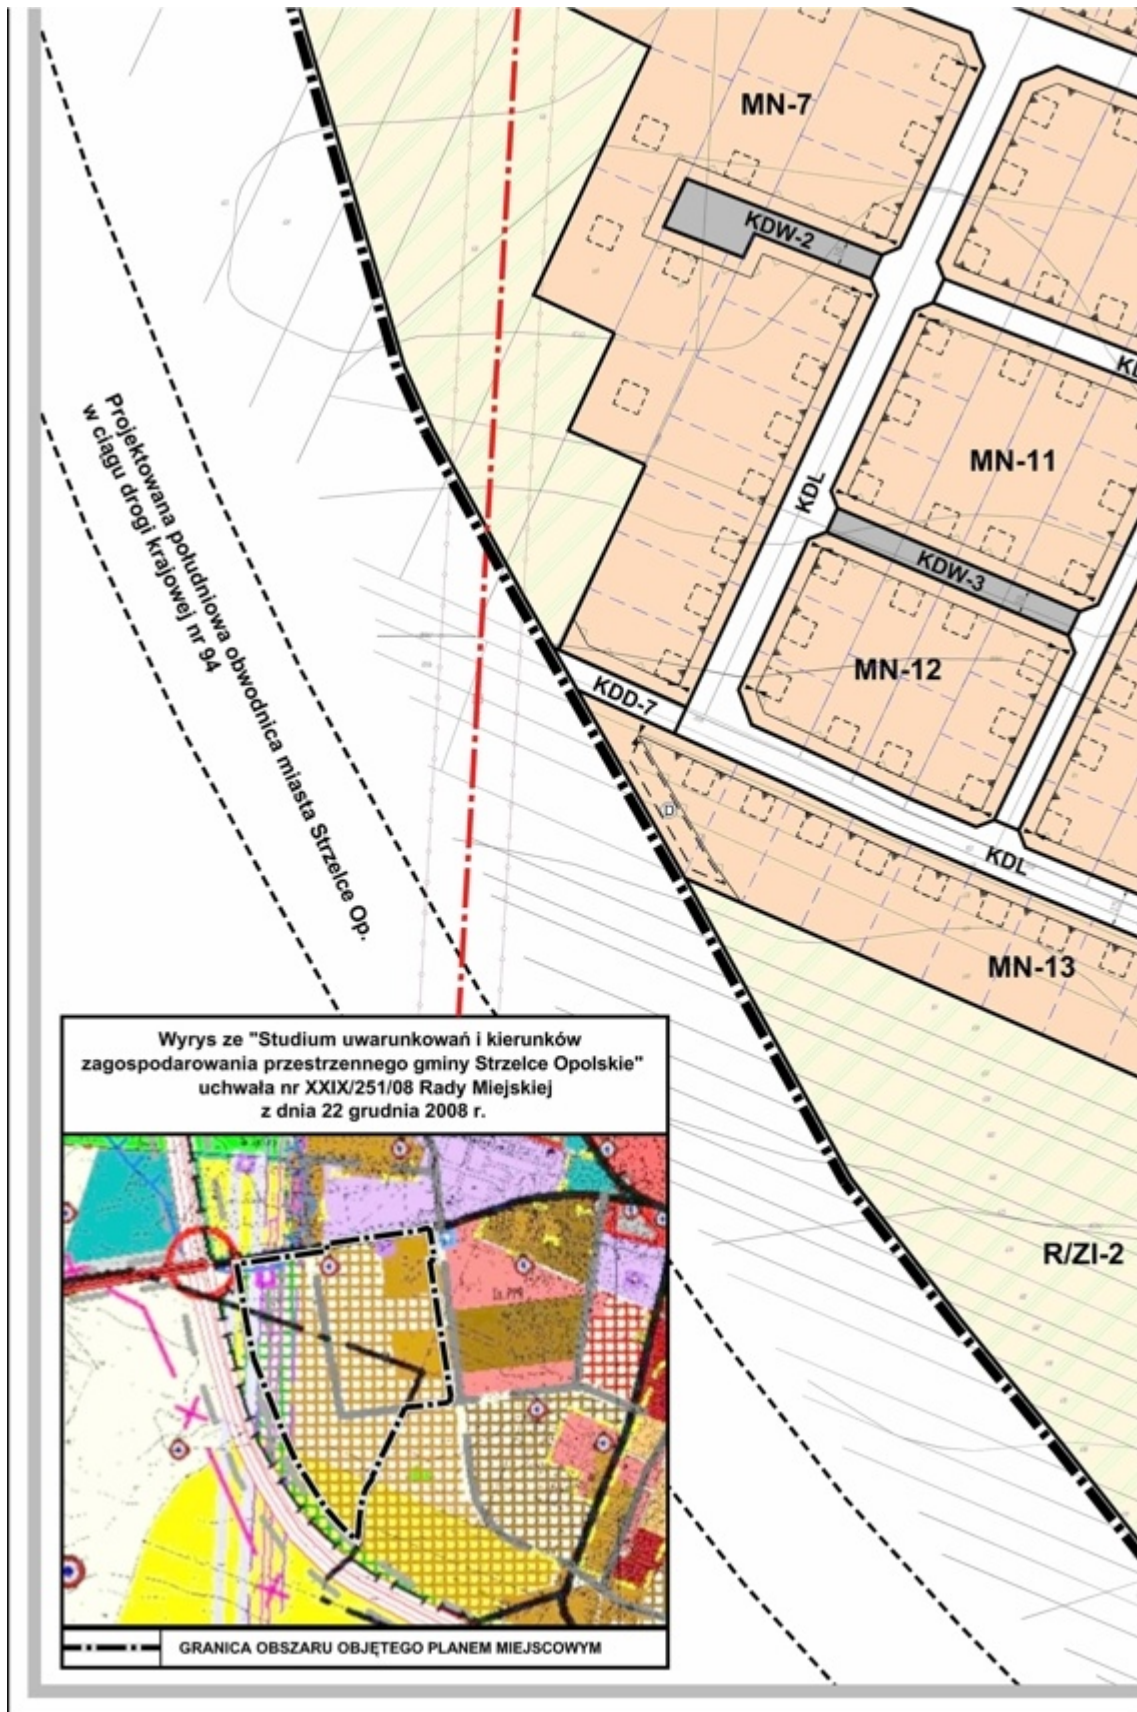 MN-7
KDW-2
KD
MN-11
KDL
KDW-3
MN-12
KDD-7
D
KDL
MN-13
R/ZI-2
Projektowana południowa obwodnica miasta Strzelce Op.
w ciągu drogi krajowej nr 94
Wyrys ze "Studium uwarunkowań i kierunków
zagospodarowania przestrzennego gminy Strzelce Opolskie"
uchwała nr XXIX/251/08 Rady Miejskiej
z dnia 22 grudnia 2008 r.
GRANICA OBSZARU OBJĘTEGO PLANEM MIEJSCOWYM